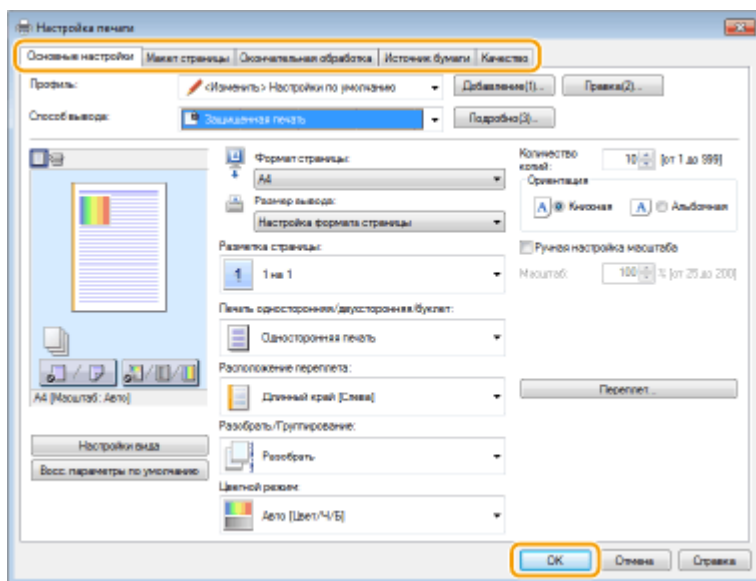 Настройка печати
Основные настройки Макет страницы Окончательная обработка Источник бумаги Качество
Профиль: <Изменить> Настройки по умолчанию Добавление(1)... Правка(2)...
Способ вывода: Защищенная печать Подробно(3)...
Формат страницы:
A4
Размер вывода:
Настройка формата страницы
Разметка страницы:
1 1 на 1
Печать односторонняя/двухсторонняя/буклет:
Односторонняя печать
Расположение переплета:
Длинный край [Слева]
Разобрать/Группирование:
Разобрать
Цветной режим:
Авто [Цвет/Ч/Б]
Количество копий: 10 [от 1 до 999]
Ориентация
A Книжная A Альбомная
Ручная настройка масштаба
Масштаб: 100 % [от 25 до 200]
Переплет...
A4 [Масштаб: Авто]
Настройки вида
Восс. параметры по умолчанию
OK Отмена Справка